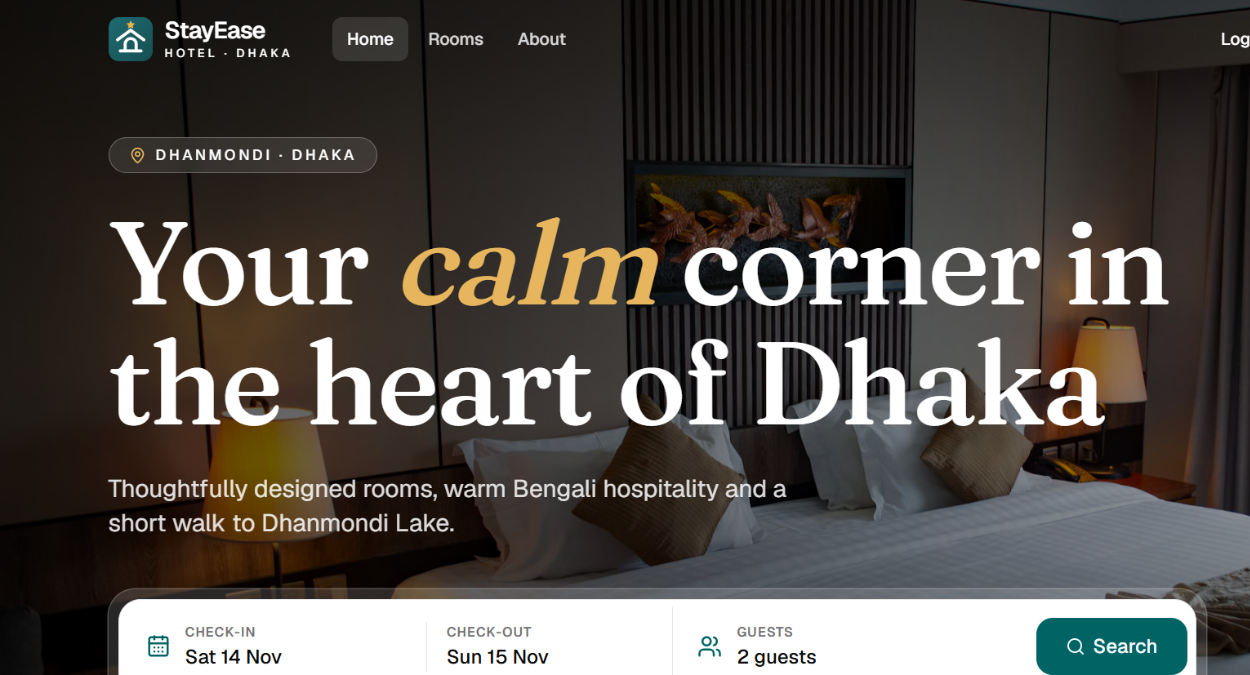 StayEase
HOTEL · DHAKA
Home
Rooms
About
Log
DHANMONDI · DHAKA
Your calm corner in
the heart of Dhaka
Thoughtfully designed rooms, warm Bengali hospitality and a
short walk to Dhanmondi Lake.
CHECK-IN
Sat 14 Nov
CHECK-OUT
Sun 15 Nov
GUESTS
2 guests
Search